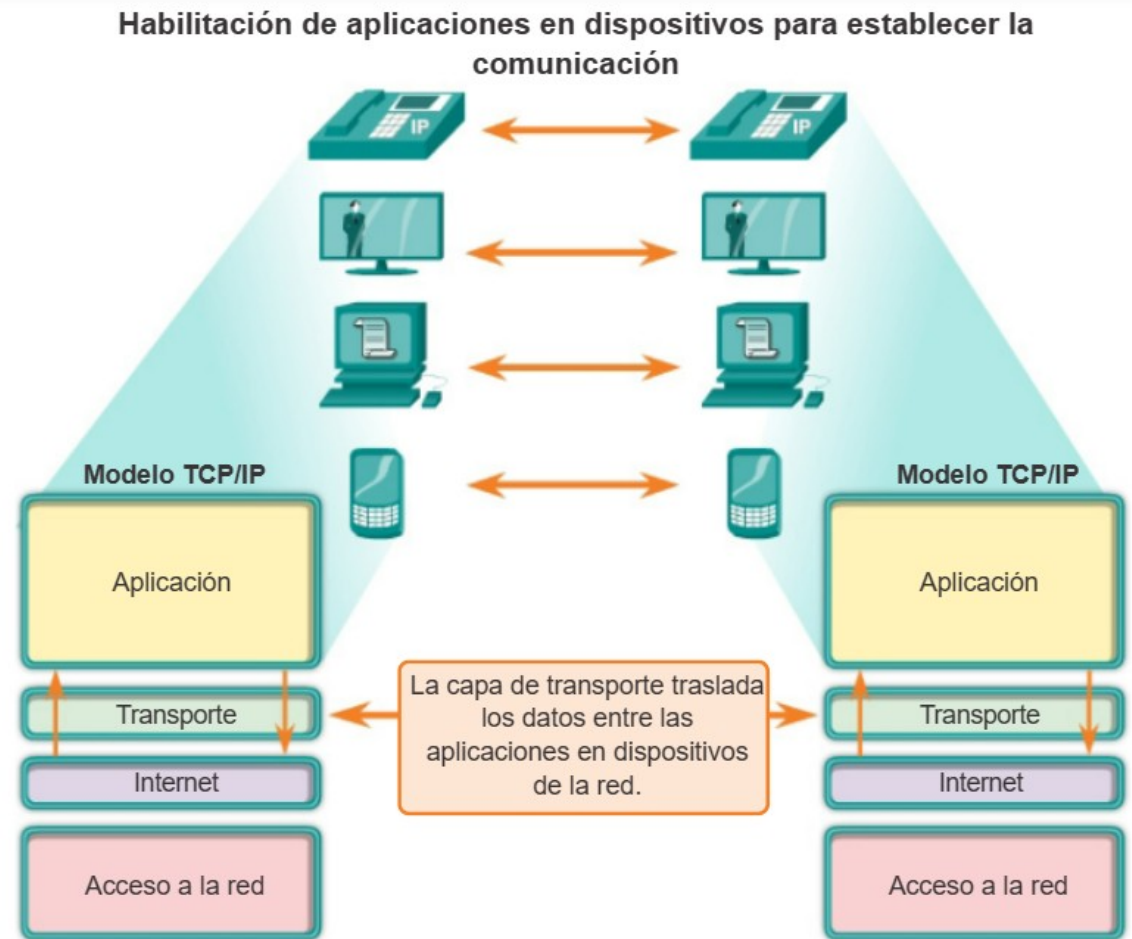 Habilitación de aplicaciones en dispositivos para establecer la
comunicación
IP
IP
Modelo TCP/IP
Modelo TCP/IP
Aplicación
Aplicación
La capa de transporte traslada
los datos entre las
aplicaciones en dispositivos
de la red.
Transporte
Transporte
Internet
Internet
Acceso a la red
Acceso a la red